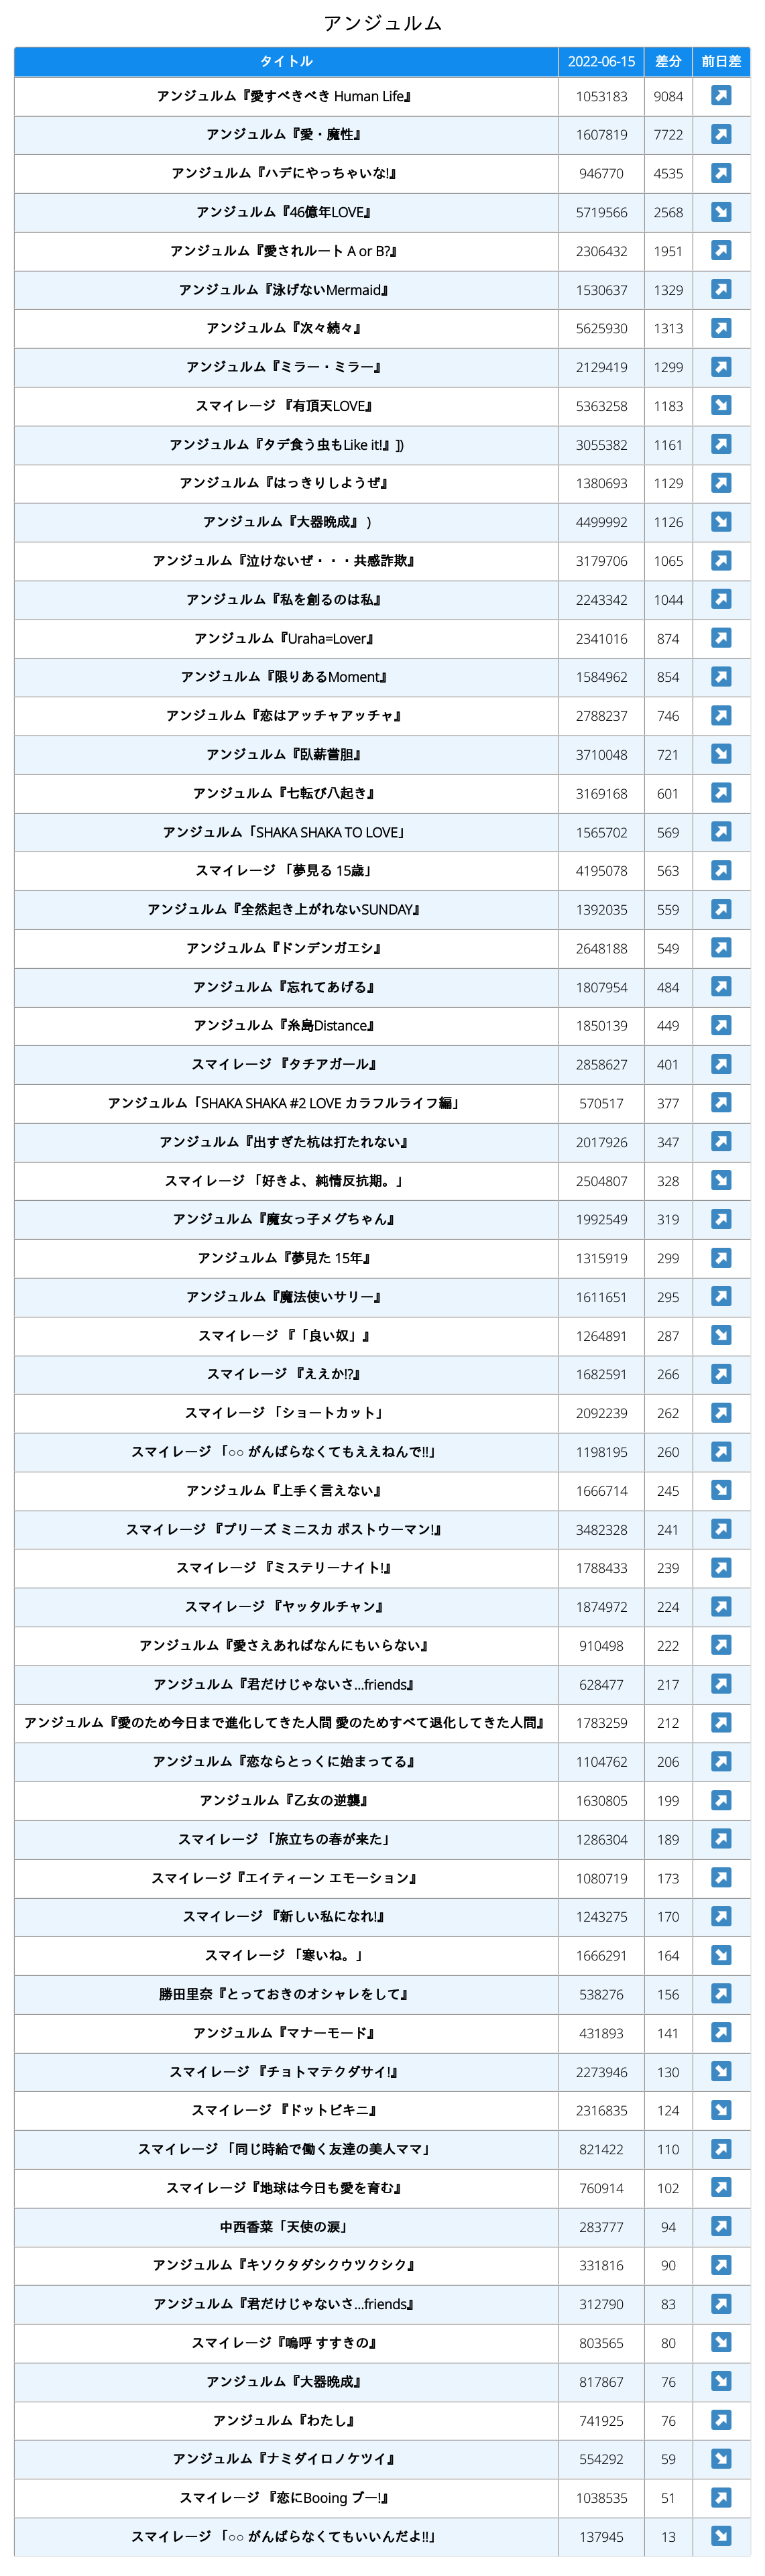 アンジュルム
タイトル 2022-06-15 差分 前日差
アンジュルム『愛すべきべき Human Life』 1053183 9084 ↗
アンジュルム『愛・魔性』 1607819 7722 ↗
アンジュルム『ハデにやっちゃいな!』 946770 4535 ↗
アンジュルム『46億年LOVE』 5719566 2568 ↘
アンジュルム『愛されルート A or B?』 2306432 1951 ↗
アンジュルム『泳げないMermaid』 1530637 1329 ↗
アンジュルム『次々続々』 5625930 1313 ↗
アンジュルム『ミラー・ミラー』 2129419 1299 ↗
スマイレージ 『有頂天LOVE』 5363258 1183 ↘
アンジュルム『タデ食う虫もLike it!』]) 3055382 1161 ↗
アンジュルム『はっきりしようぜ』 1380693 1129 ↗
アンジュルム『大器晩成』 ) 4499992 1126 ↘
アンジュルム『泣けないぜ・・・共感詐欺』 3179706 1065 ↗
アンジュルム『私を創るのは私』 2243342 1044 ↗
アンジュルム『Uraha=Lover』 2341016 874 ↗
アンジュルム『限りあるMoment』 1584962 854 ↗
アンジュルム『恋はアッチャアッチャ』 2788237 746 ↗
アンジュルム『臥薪嘗胆』 3710048 721 ↘
アンジュルム『七転び八起き』 3169168 601 ↗
アンジュルム「SHAKA SHAKA TO LOVE」 1565702 569 ↗
スマイレージ 「夢見る 15歳」 4195078 563 ↗
アンジュルム『全然起き上がれないSUNDAY』 1392035 559 ↗
アンジュルム『ドンデンガエシ』 2648188 549 ↗
アンジュルム『忘れてあげる』 1807954 484 ↗
アンジュルム『糸島Distance』 1850139 449 ↗
スマイレージ 『タチアガール』 2858627 401 ↗
アンジュルム「SHAKA SHAKA #2 LOVE カラフルライフ編」 570517 377 ↗
アンジュルム『出すぎた杭は打たれない』 2017926 347 ↗
スマイレージ 「好きよ、純情反抗期。」 2504807 328 ↘
アンジュルム『魔女っ子メグちゃん』 1992549 319 ↗
アンジュルム『夢見た 15年』 1315919 299 ↗
アンジュルム『魔法使いサリー』 1611651 295 ↗
スマイレージ 『「良い奴」』 1264891 287 ↘
スマイレージ 『ええか!?』 1682591 266 ↗
スマイレージ 「ショートカット」 2092239 262 ↗
スマイレージ 「○○ がんばらなくてもええねんで!!」 1198195 260 ↗
アンジュルム『上手く言えない』 1666714 245 ↘
スマイレージ 『プリーズ ミニスカ ポストウーマン!』 3482328 241 ↗
スマイレージ 『ミステリーナイト!』 1788433 239 ↗
スマイレージ 『ヤッタルチャン』 1874972 224 ↗
アンジュルム『愛さえあればなんにもいらない』 910498 222 ↗
アンジュルム『君だけじゃないさ...friends』 628477 217 ↗
アンジュルム『愛のため今日まで進化してきた人間 愛のためすべて退化してきた人間』 1783259 212 ↗
アンジュルム『恋ならとっくに始まってる』 1104762 206 ↗
アンジュルム『乙女の逆襲』 1630805 199 ↗
スマイレージ 「旅立ちの春が来た」 1286304 189 ↗
スマイレージ『エイティーン エモーション』 1080719 173 ↗
スマイレージ 『新しい私になれ!』 1243275 170 ↗
スマイレージ 「寒いね。」 1666291 164 ↘
勝田里奈『とっておきのオシャレをして』 538276 156 ↗
アンジュルム『マナーモード』 431893 141 ↗
スマイレージ 『チョトマテクダサイ!』 2273946 130 ↘
スマイレージ 『ドットビキニ』 2316835 124 ↘
スマイレージ 「同じ時給で働く友達の美人ママ」 821422 110 ↗
スマイレージ『地球は今日も愛を育む』 760914 102 ↗
中西香菜「天使の涙」 283777 94 ↗
アンジュルム『キソクタダシクウツクシク』 331816 90 ↗
アンジュルム『君だけじゃないさ...friends』 312790 83 ↗
スマイレージ『嗚呼 すすきの』 803565 80 ↘
アンジュルム『大器晩成』 817867 76 ↘
アンジュルム『わたし』 741925 76 ↗
アンジュルム『ナミダイロノケツイ』 554292 59 ↘
スマイレージ 『恋にBooing ブー!』 1038535 51 ↗
スマイレージ 「○○ がんばらなくてもいいんだよ!!」 137945 13 ↘